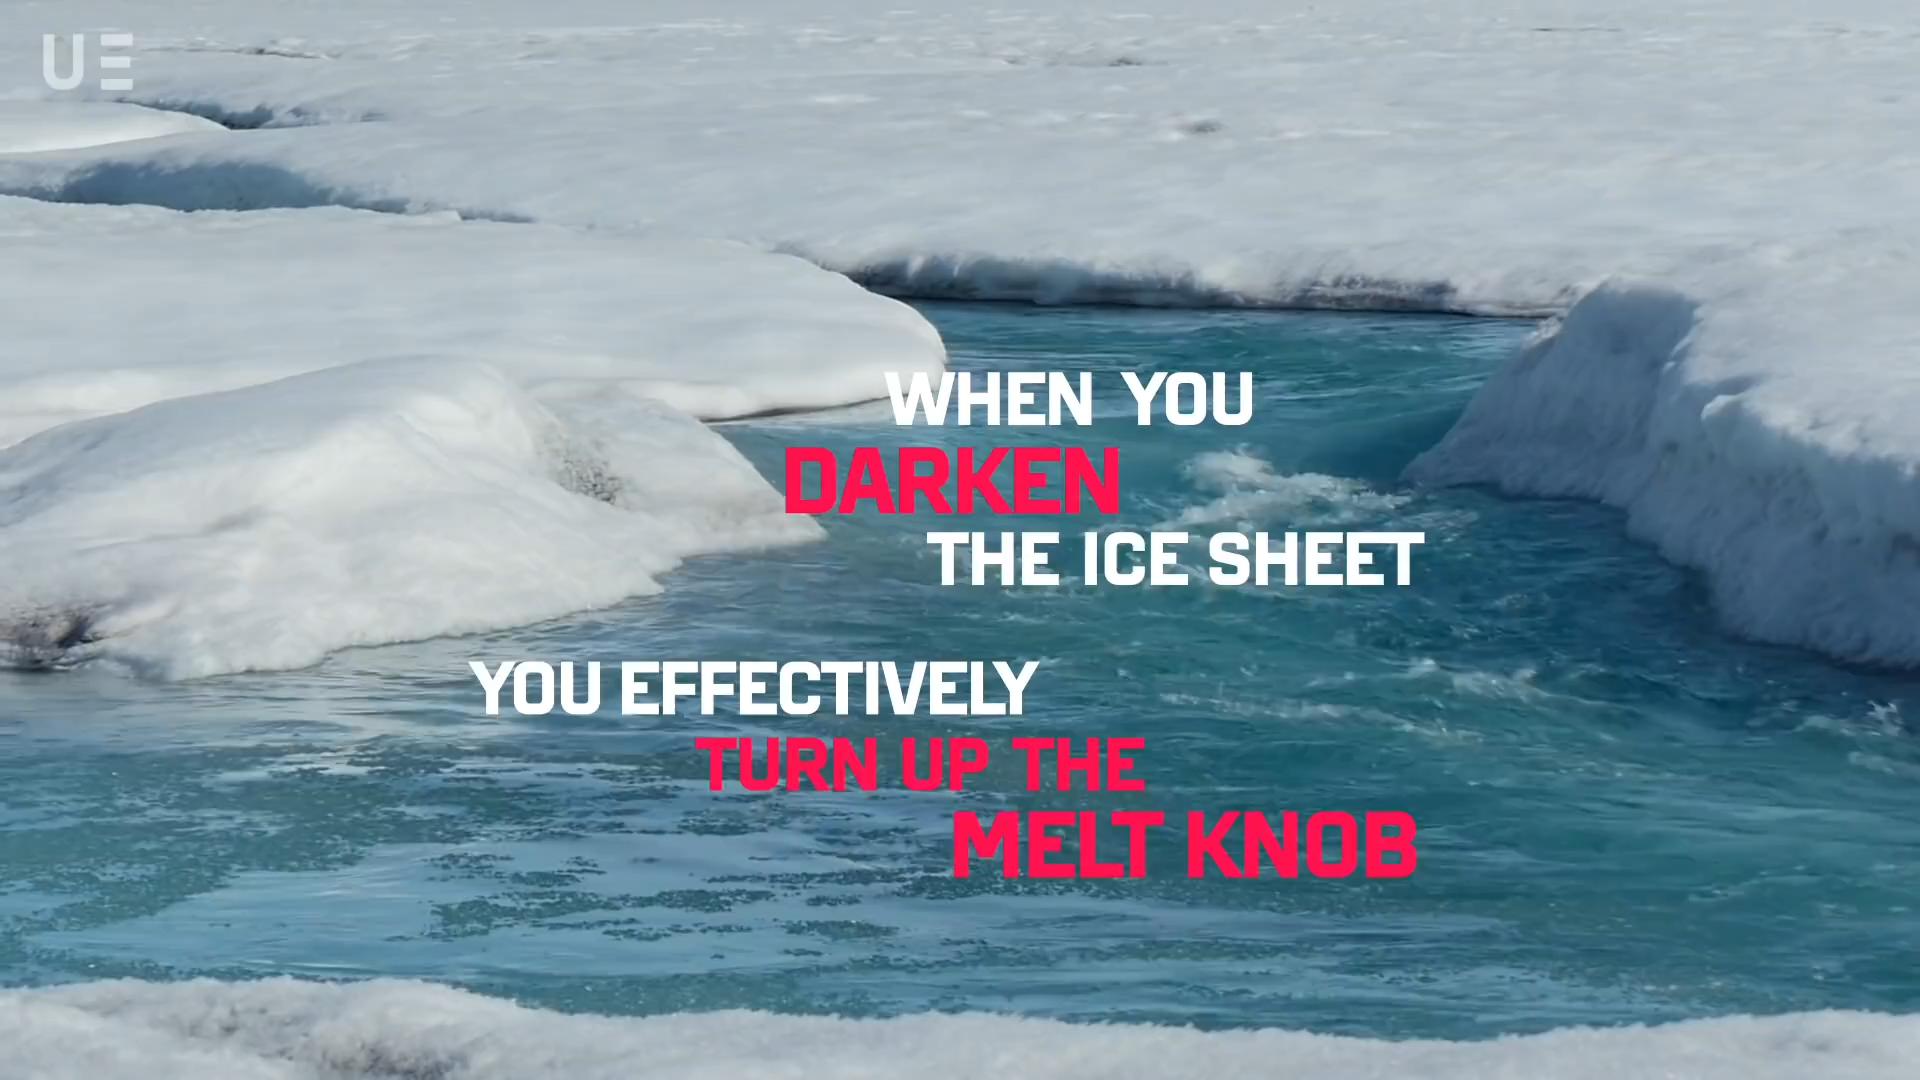 UE
WHEN YOU
DARKEN
THE ICE SHEET
YOU EFFECTIVELY
TURN UP THE
MELT KNOB